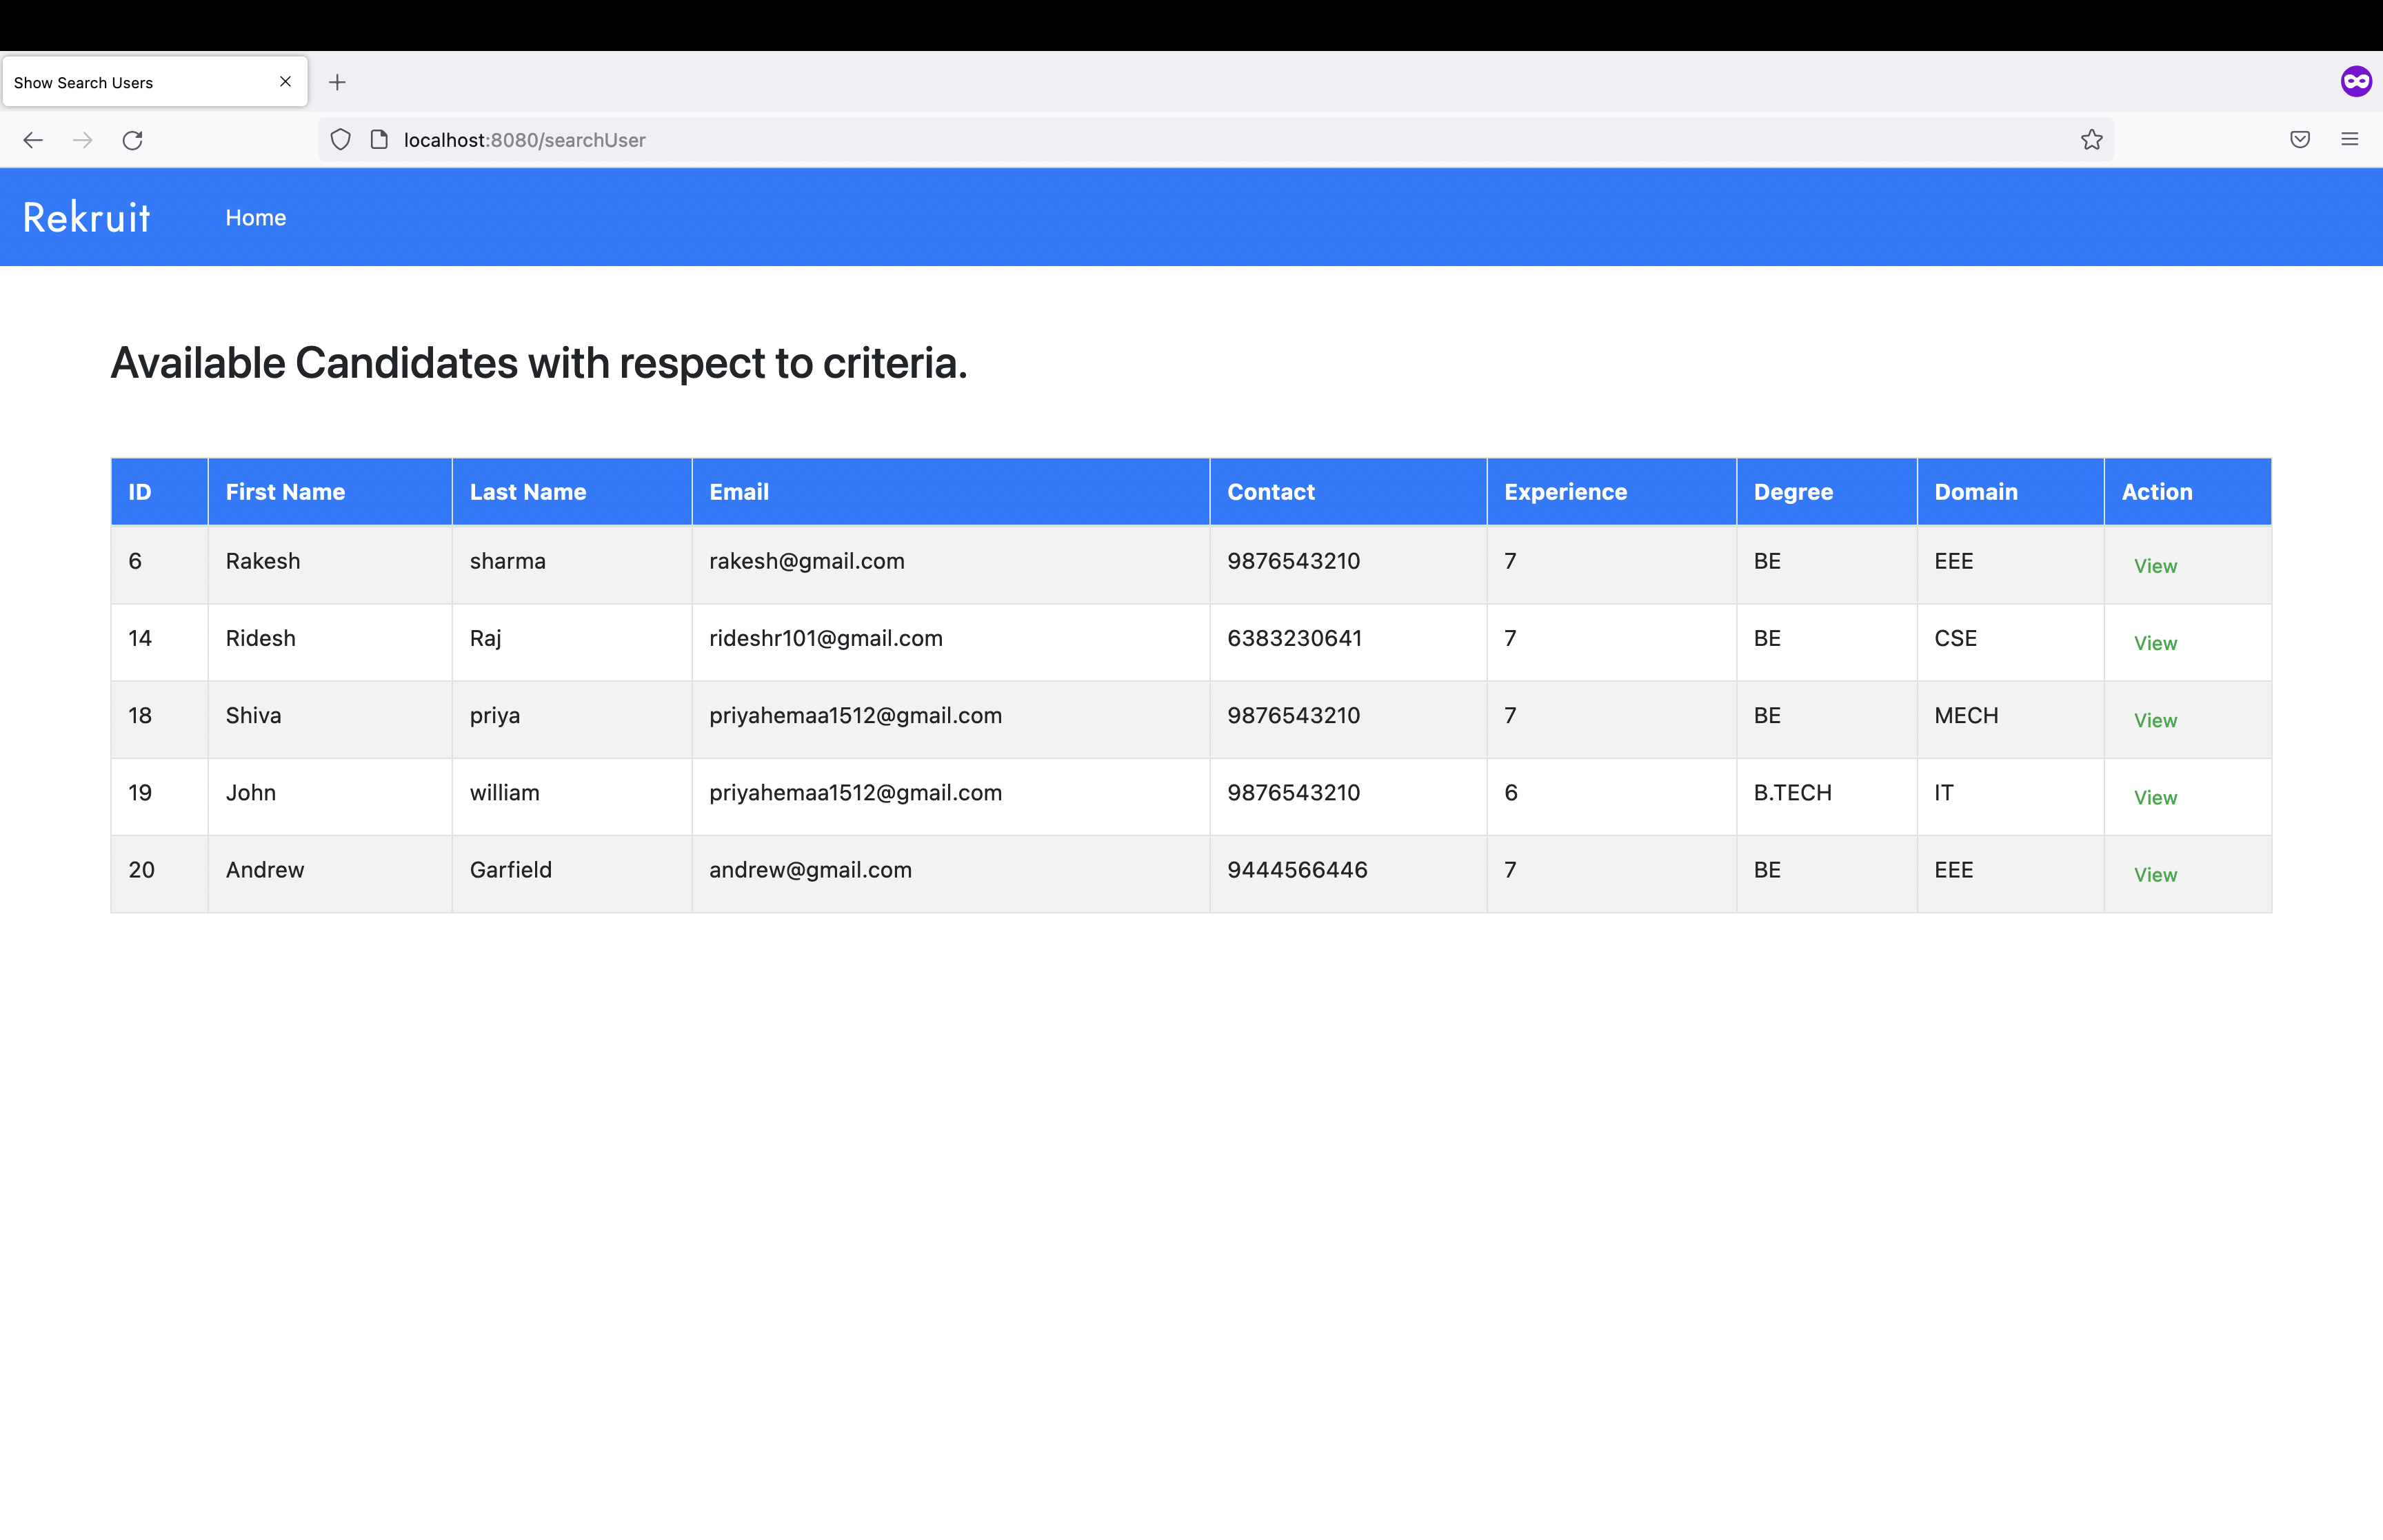 Show Search Users
localhost:8080/searchUser
Rekruit Home
Available Candidates with respect to criteria.
ID First Name Last Name Email Contact Experience Degree Domain Action
6 Rakesh sharma rakesh@gmail.com 9876543210 7 BE EEE View
14 Ridesh Raj rideshr101@gmail.com 6383230641 7 BE CSE View
18 Shiva priya priyahemaa1512@gmail.com 9876543210 7 BE MECH View
19 John william priyahemaa1512@gmail.com 9876543210 6 B.TECH IT View
20 Andrew Garfield andrew@gmail.com 9444566446 7 BE EEE View